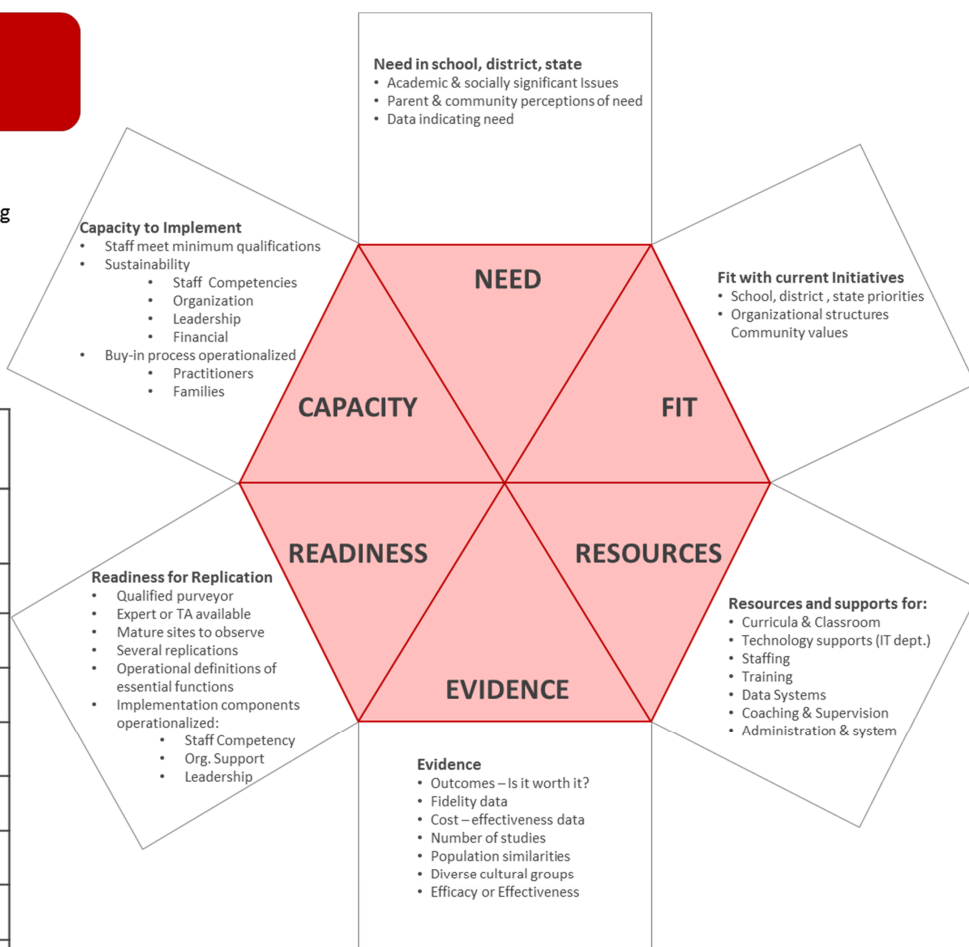 Need in school, district, state
• Academic & socially significant Issues
• Parent & community perceptions of need
• Data indicating need
g
Capacity to Implement
• Staff meet minimum qualifications
• Sustainability
• Staff Competencies
• Organization
• Leadership
• Financial
• Buy-in process operationalized
• Practitioners
• Families
Fit with current Initiatives
• School, district , state priorities
• Organizational structures
Community values
NEED
CAPACITY
FIT
READINESS
RESOURCES
EVIDENCE
Readiness for Replication
• Qualified purveyor
• Expert or TA available
• Mature sites to observe
• Several replications
• Operational definitions of
essential functions
• Implementation components
operationalized:
• Staff Competency
• Org. Support
• Leadership
Resources and supports for:
• Curricula & Classroom
• Technology supports (IT dept.)
• Staffing
• Training
• Data Systems
• Coaching & Supervision
• Administration & system
Evidence
• Outcomes – Is it worth it?
• Fidelity data
• Cost – effectiveness data
• Number of studies
• Population similarities
• Diverse cultural groups
• Efficacy or Effectiveness